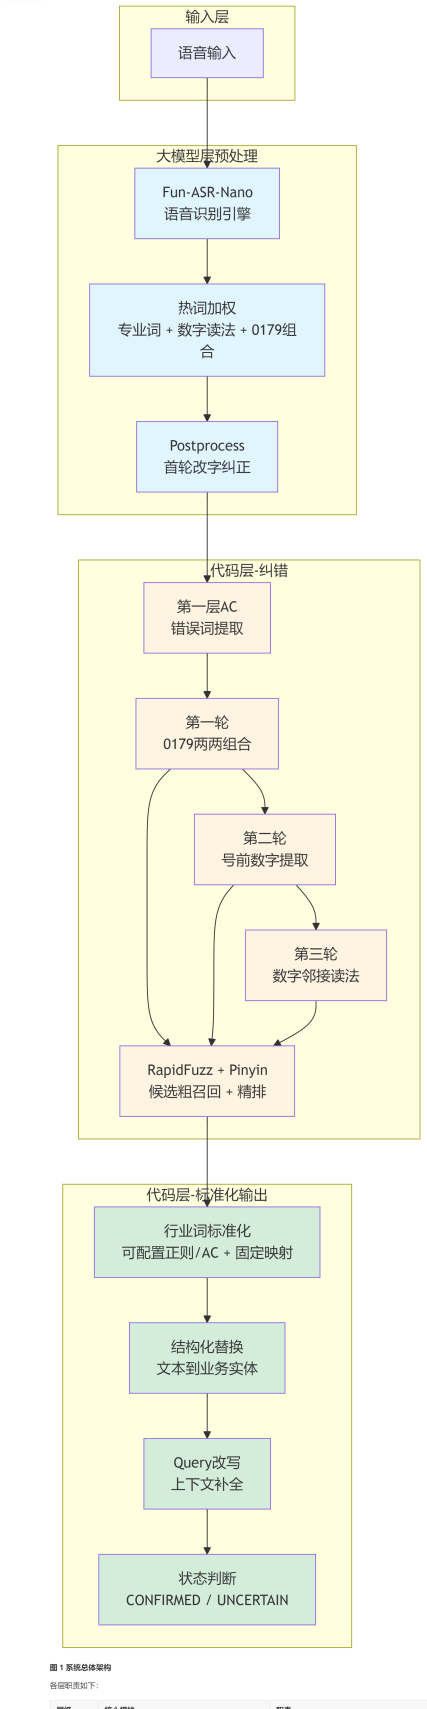 输入层
语音输入
大模型层预处理
Fun-ASR-Nano
语音识别引擎
热词加权
专业词 + 数字读法 + 0179组
合
Postprocess
首轮改字纠正
代码层-纠错
第一层AC
错误词提取
第一轮
0179两两组合
第二轮
号前数字提取
第三轮
数字邻接读法
RapidFuzz + Pinyin
候选粗召回 + 精排
代码层-标准化输出
行业词标准化
可配置正则/AC + 固定映射
结构化替换
文本到业务实体
Query改写
上下文补全
状态判断
CONFIRMED / UNCERTAIN
图 1 系统总体架构
各层职责如下：